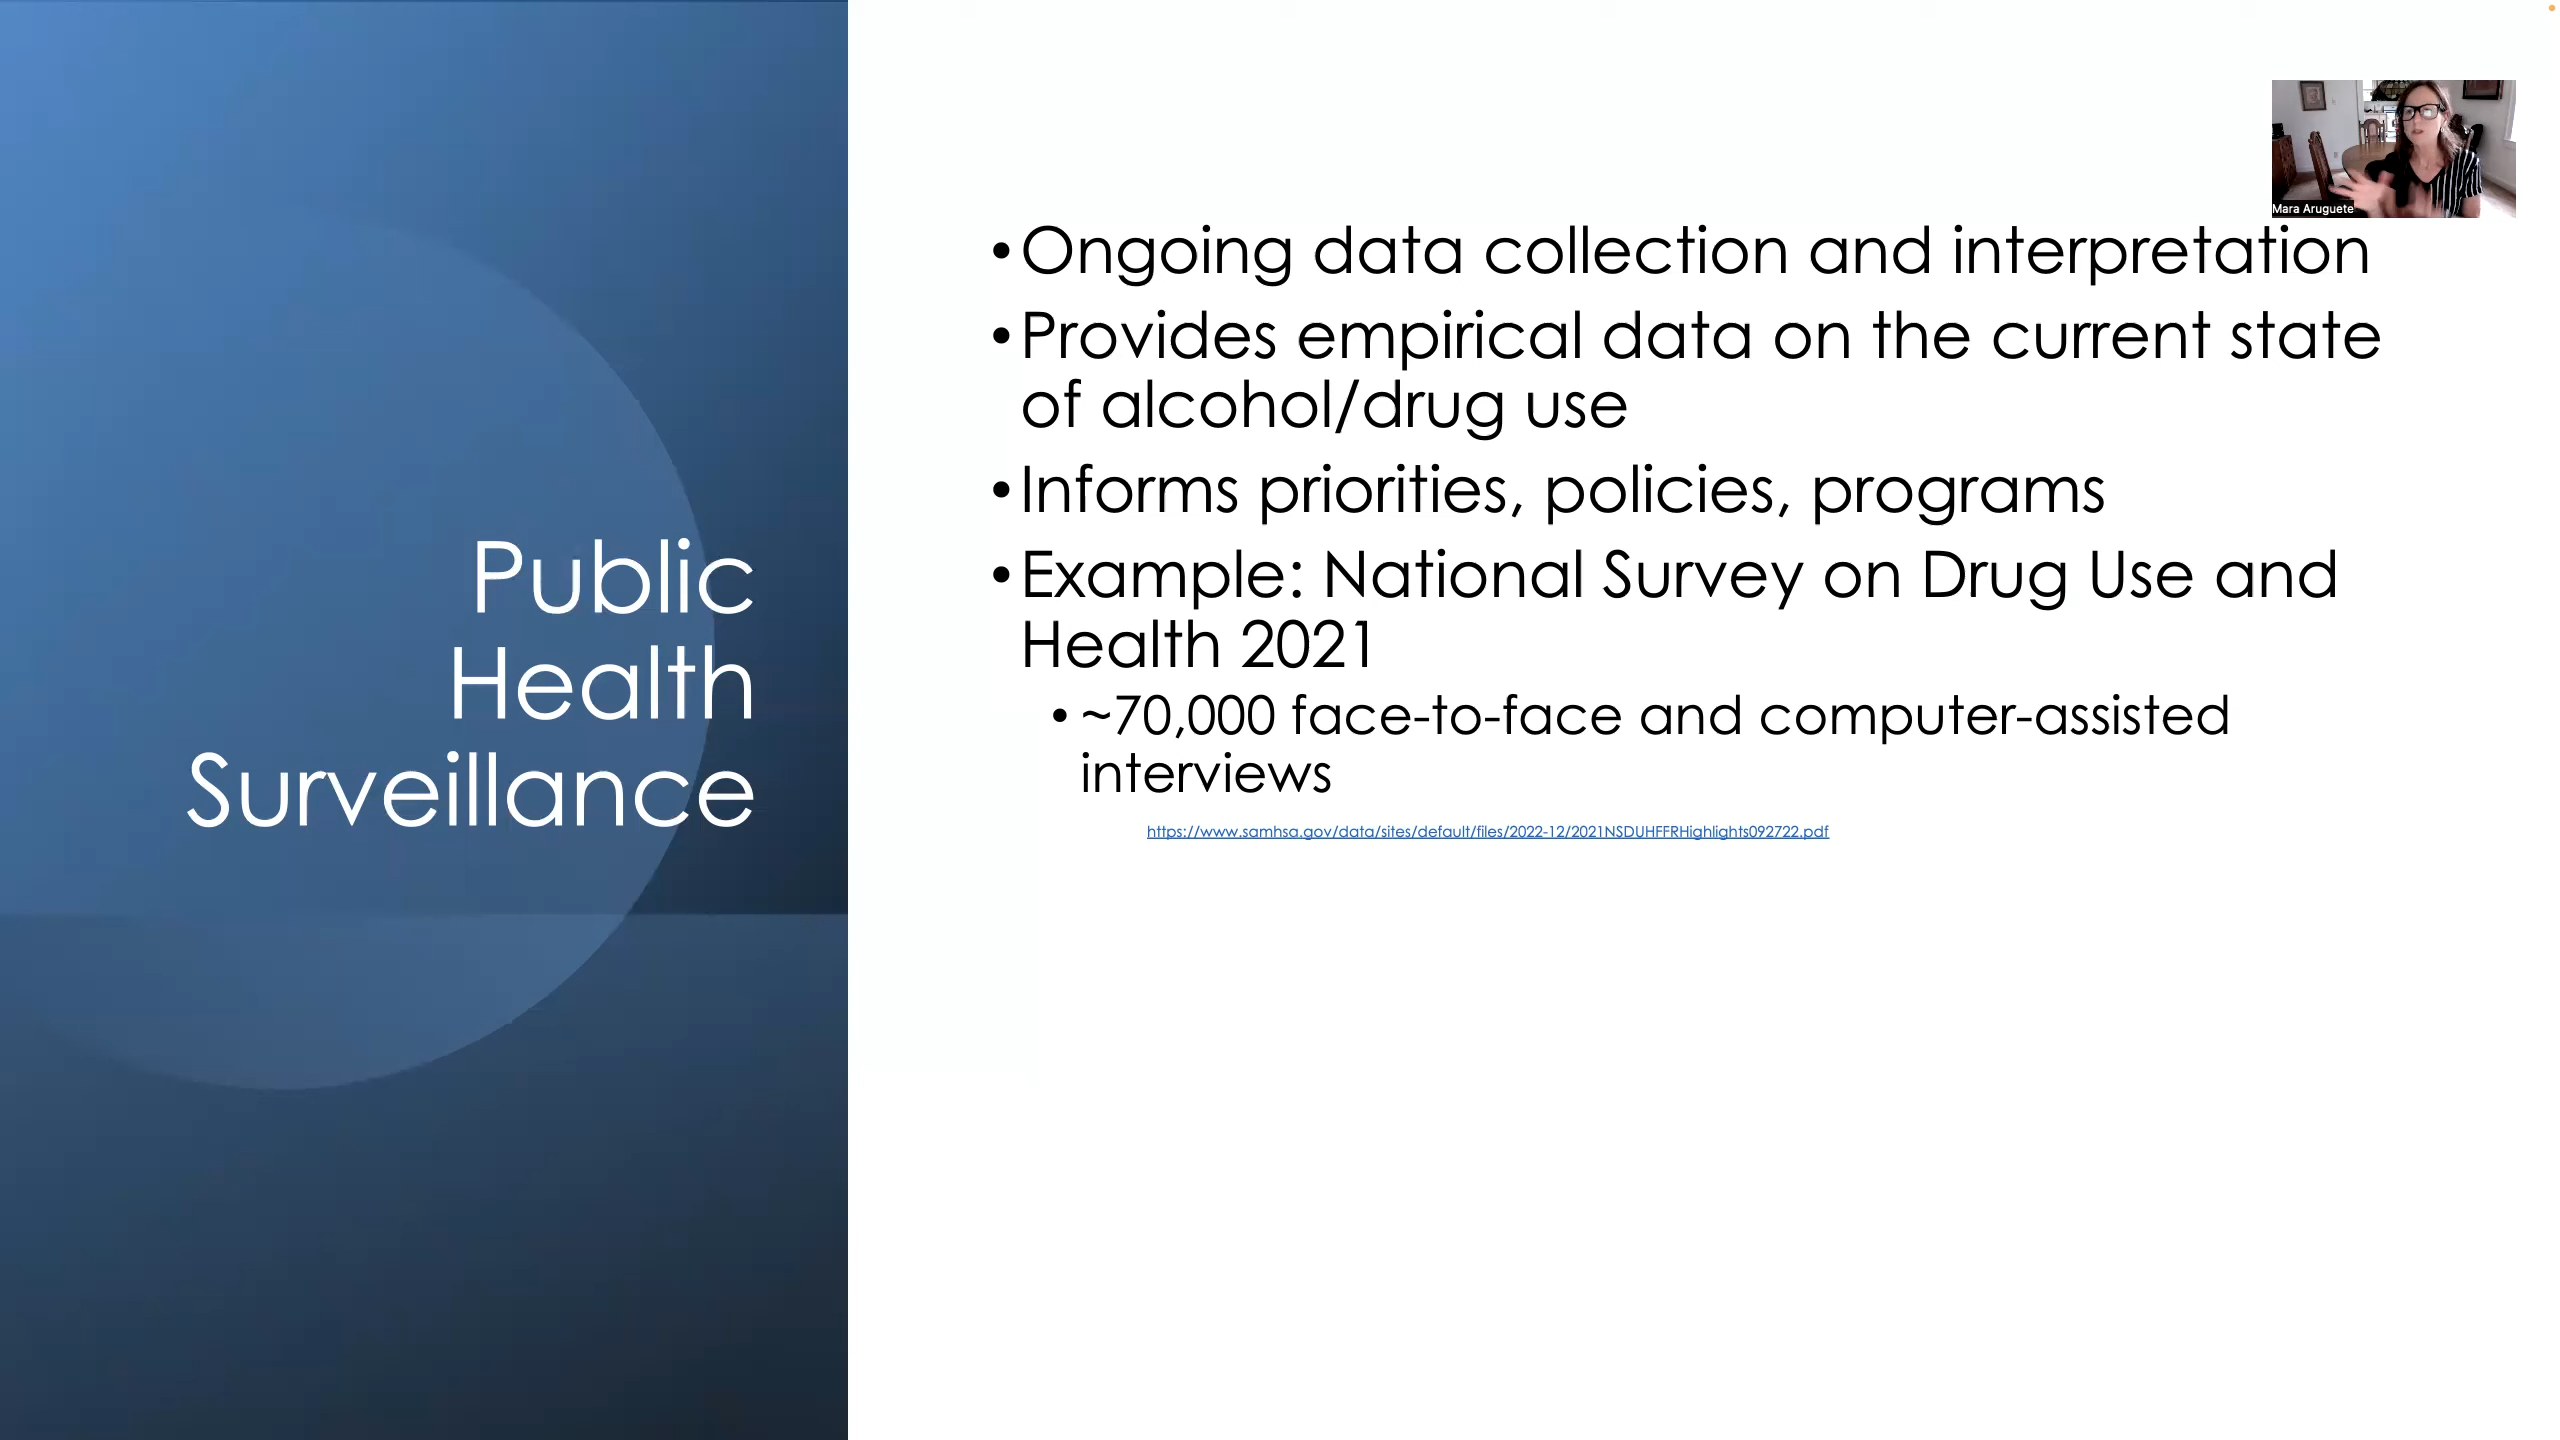 Public
Health
Surveillance
Mara Aruguete
• Ongoing data collection and interpretation
• Provides empirical data on the current state
of alcohol/drug use
• Informs priorities, policies, programs
• Example: National Survey on Drug Use and
Health 2021
• ~70,000 face-to-face and computer-assisted
interviews
https://www.samhsa.gov/data/sites/default/files/2022-12/2021NSDUHFFRHighlights092722.pdf